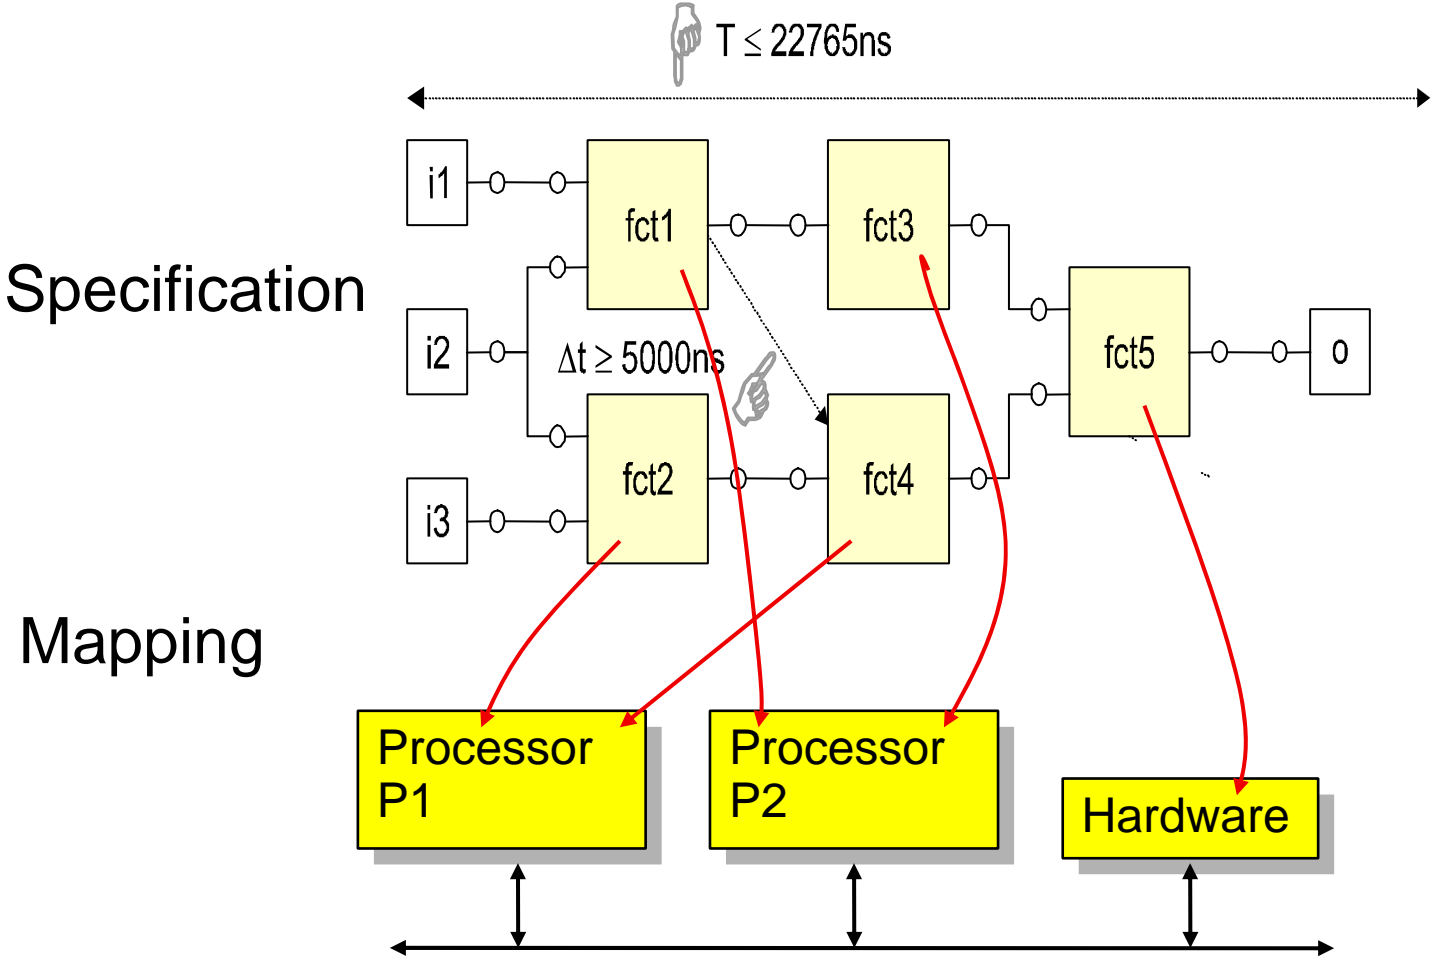 T ≤ 22765ns
i1
fct1
fct3
Specification
i2
Δt ≥ 5000ns
fct5
o
fct2
fct4
i3
Mapping
Processor
P1
Processor
P2
Hardware